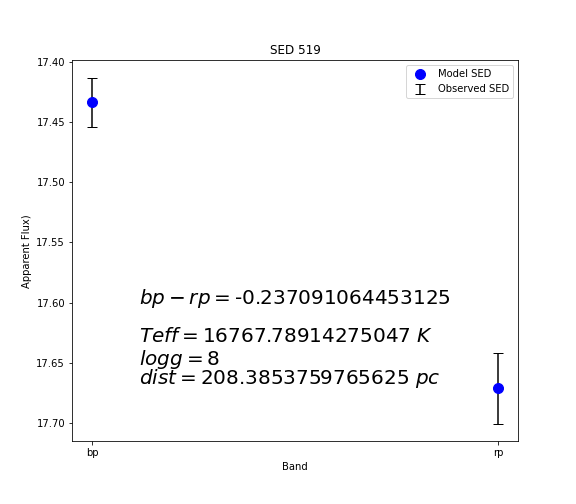 SED 519
17.40
17.45
17.50
17.55
17.60
17.65
17.70
Apparent Flux)
Model SED
Observed SED
bp − rp = -0.237091064453125
Teff = 16767.78914275047 K
logg = 8
dist = 208.3853759765625 pc
bp
rp
Band